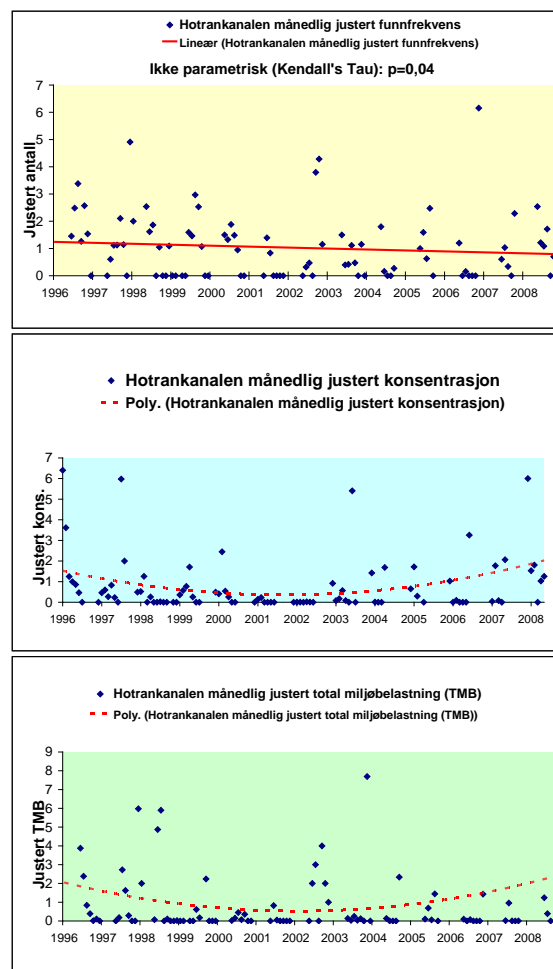 Hotrankanalen månedlig justert funnfrekvens
Lineær (Hotrankanalen månedlig justert funnfrekvens)
Ikke parametrisk (Kendall's Tau): p=0,04
Justert antall
7
6
5
4
3
2
1
0
1996 1997 1998 1999 2000 2001 2002 2003 2004 2005 2006 2007 2008
Hotrankanalen månedlig justert konsentrasjon
Poly. (Hotrankanalen månedlig justert konsentrasjon)
Justert kons.
7
6
5
4
3
2
1
0
1996 1997 1998 1999 2000 2001 2002 2003 2004 2005 2006 2007 2008
Hotrankanalen månedlig justert total miljøbelastning (TMB)
Poly. (Hotrankanalen månedlig justert total miljøbelastning (TMB))
Justert TMB
9
8
7
6
5
4
3
2
1
0
1996 1997 1998 1999 2000 2001 2002 2003 2004 2005 2006 2007 2008